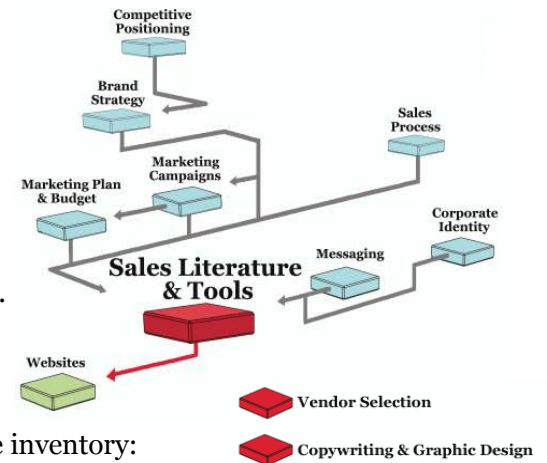 Competitive
Positioning
Brand
Strategy
Sales
Process
Marketing
Campaigns
Marketing Plan
& Budget
Corporate
Identity
Messaging
Sales Literature
& Tools
.
Websites
Vendor Selection
inventory:
Copywriting & Graphic Design